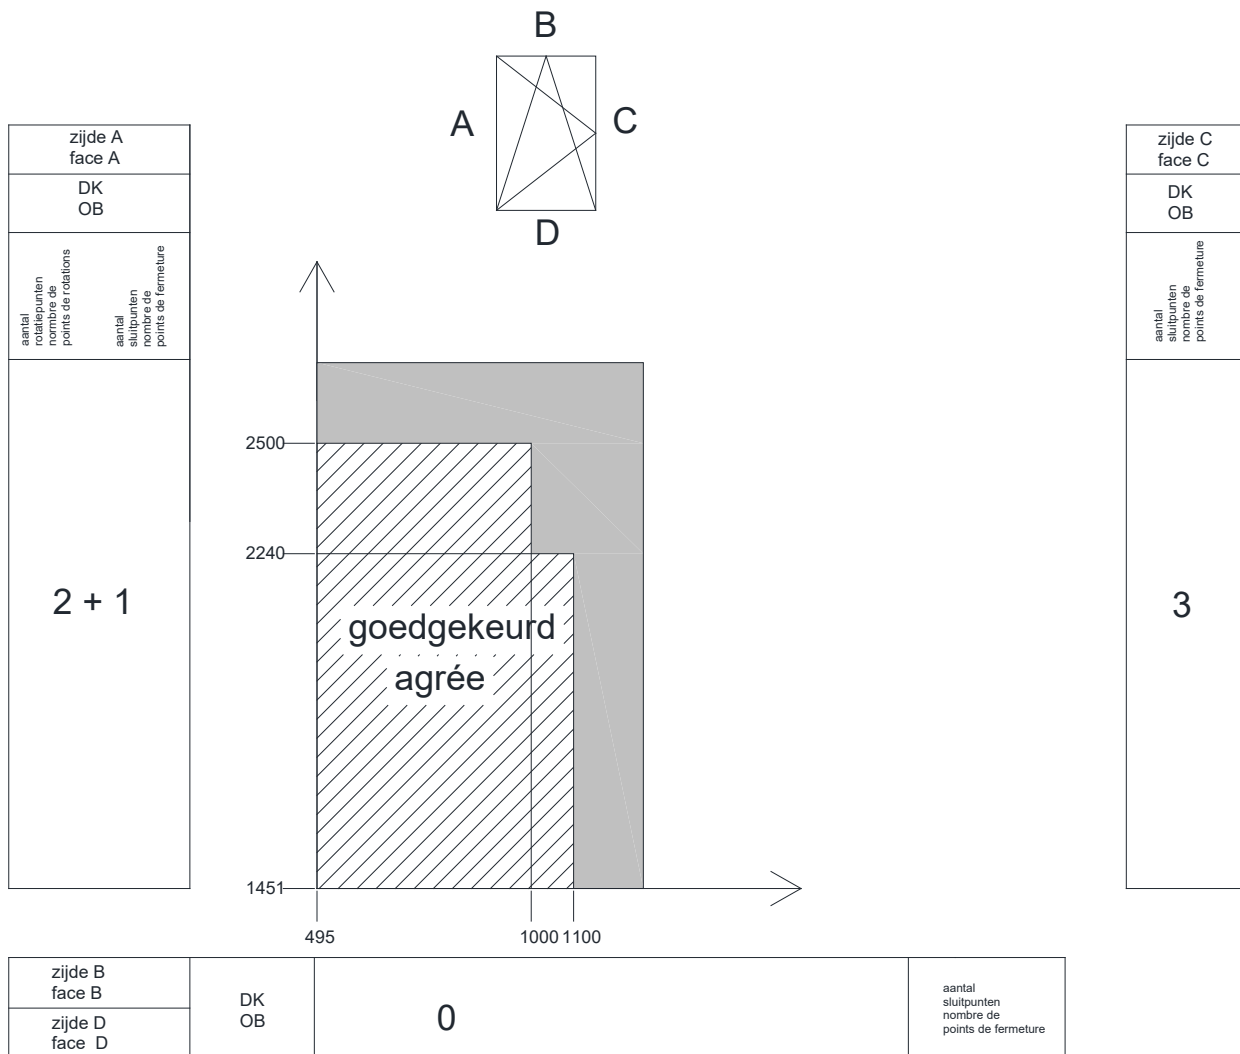 B
A
C
D
zijde A
face A
DK
OB
aantal
rotatiepunten
normbre de
points de rotations
aantal
sluitpunten
nombre de
points de fermeture
2 + 1
zijde C
face C
DK
OB
aantal
sluitpunten
nombre de
points de fermeture
3
2500
2240
1451
goedgekeurd
agrée
495
1000
1100
zijde B
face B
zijde D
face D
DK
OB
0
aantal
sluitpunten
nombre de
points de fermeture